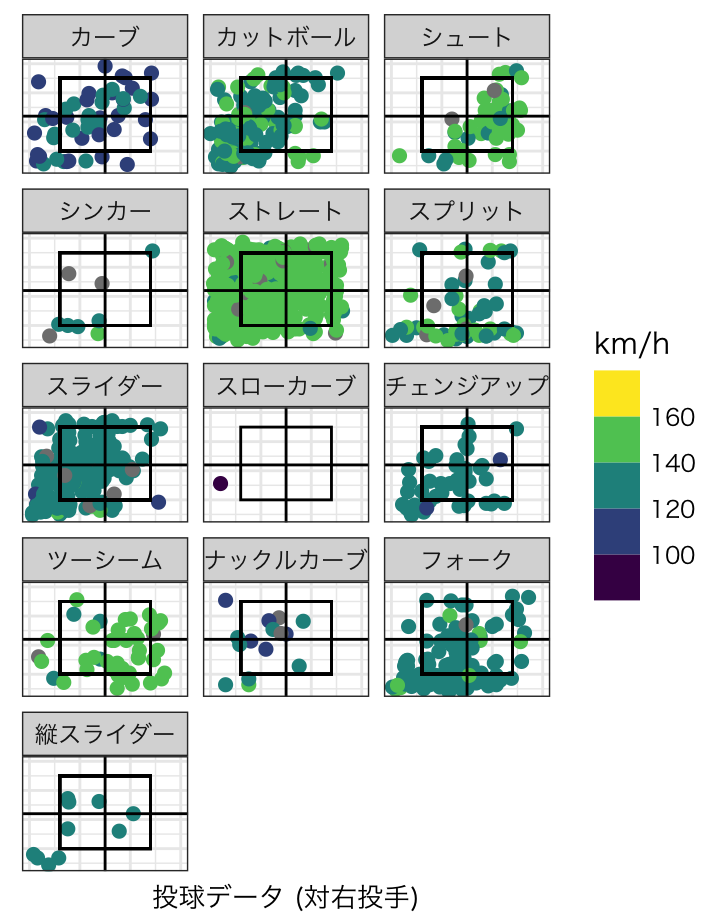 カーブ
カットボール
シュート
シンカー
ストレート
スプリット
スライダー
スローカーブ
チェンジアップ
ツーシーム
ナックルカーブ
フォーク
縦スライダー
km/h
160
140
120
100
投球データ (対右投手)